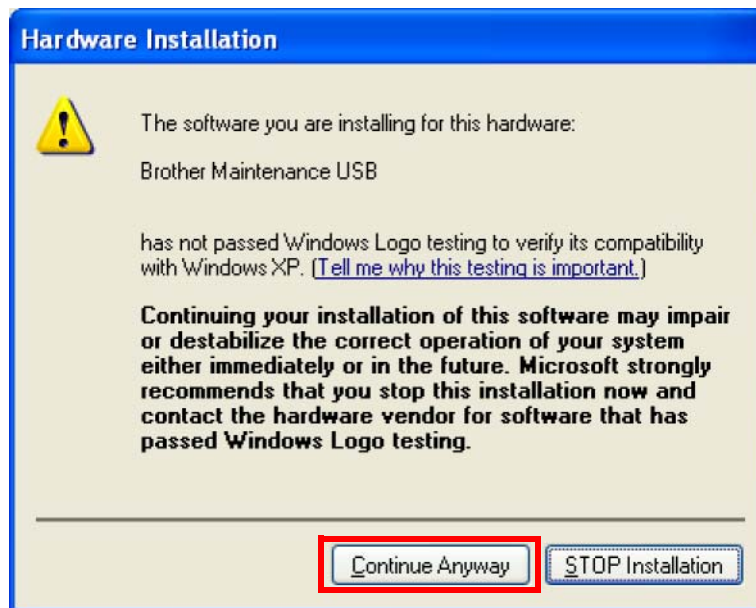 Hardware Installation
The software you are installing for this hardware:
Brother Maintenance USB
has not passed Windows Logo testing to verify its compatibility
with Windows XP. (Tell me why this testing is important.)
Continuing your installation of this software may impair
or destabilize the correct operation of your system
either immediately or in the future. Microsoft strongly
recommends that you stop this installation now and
contact the hardware vendor for software that has
passed Windows Logo testing.
Continue Anyway
STOP Installation